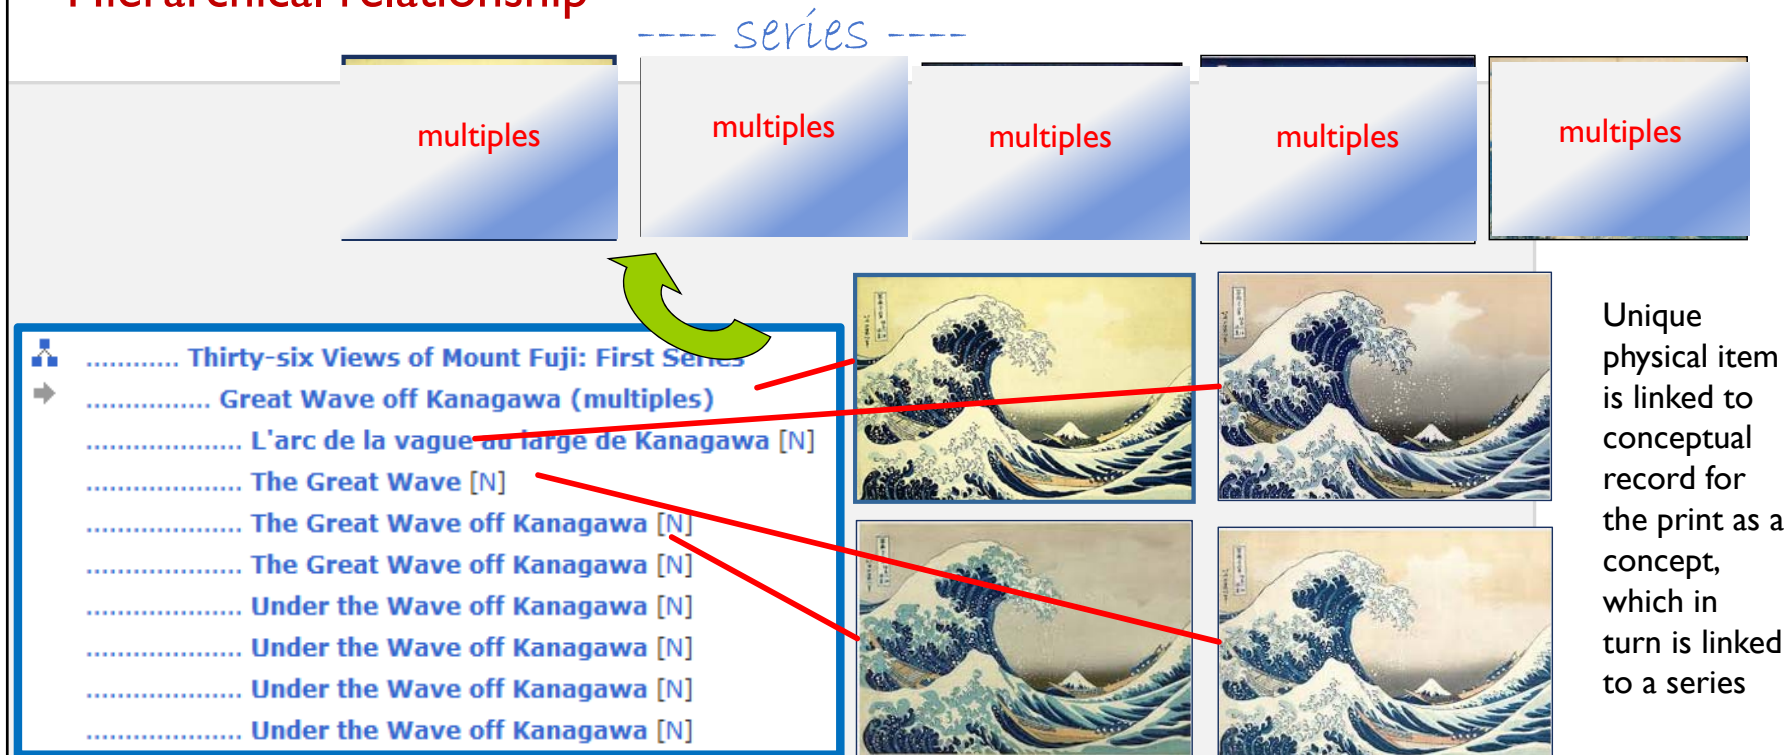 Hierarchical relationship
---- series ----
multiples
multiples
multiples
multiples
multiples
............ Thirty-six Views of Mount Fuji: First Series
................ Great Wave off Kanagawa (multiples)
.................... L'arc de la vague au large de Kanagawa [N]
.................... The Great Wave [N]
.................... The Great Wave off Kanagawa [N]
.................... The Great Wave off Kanagawa [N]
.................... Under the Wave off Kanagawa [N]
.................... Under the Wave off Kanagawa [N]
.................... Under the Wave off Kanagawa [N]
.................... Under the Wave off Kanagawa [N]
Unique
physical item
is linked to
conceptual
record for
the print as a
concept,
which in
turn is linked
to a series